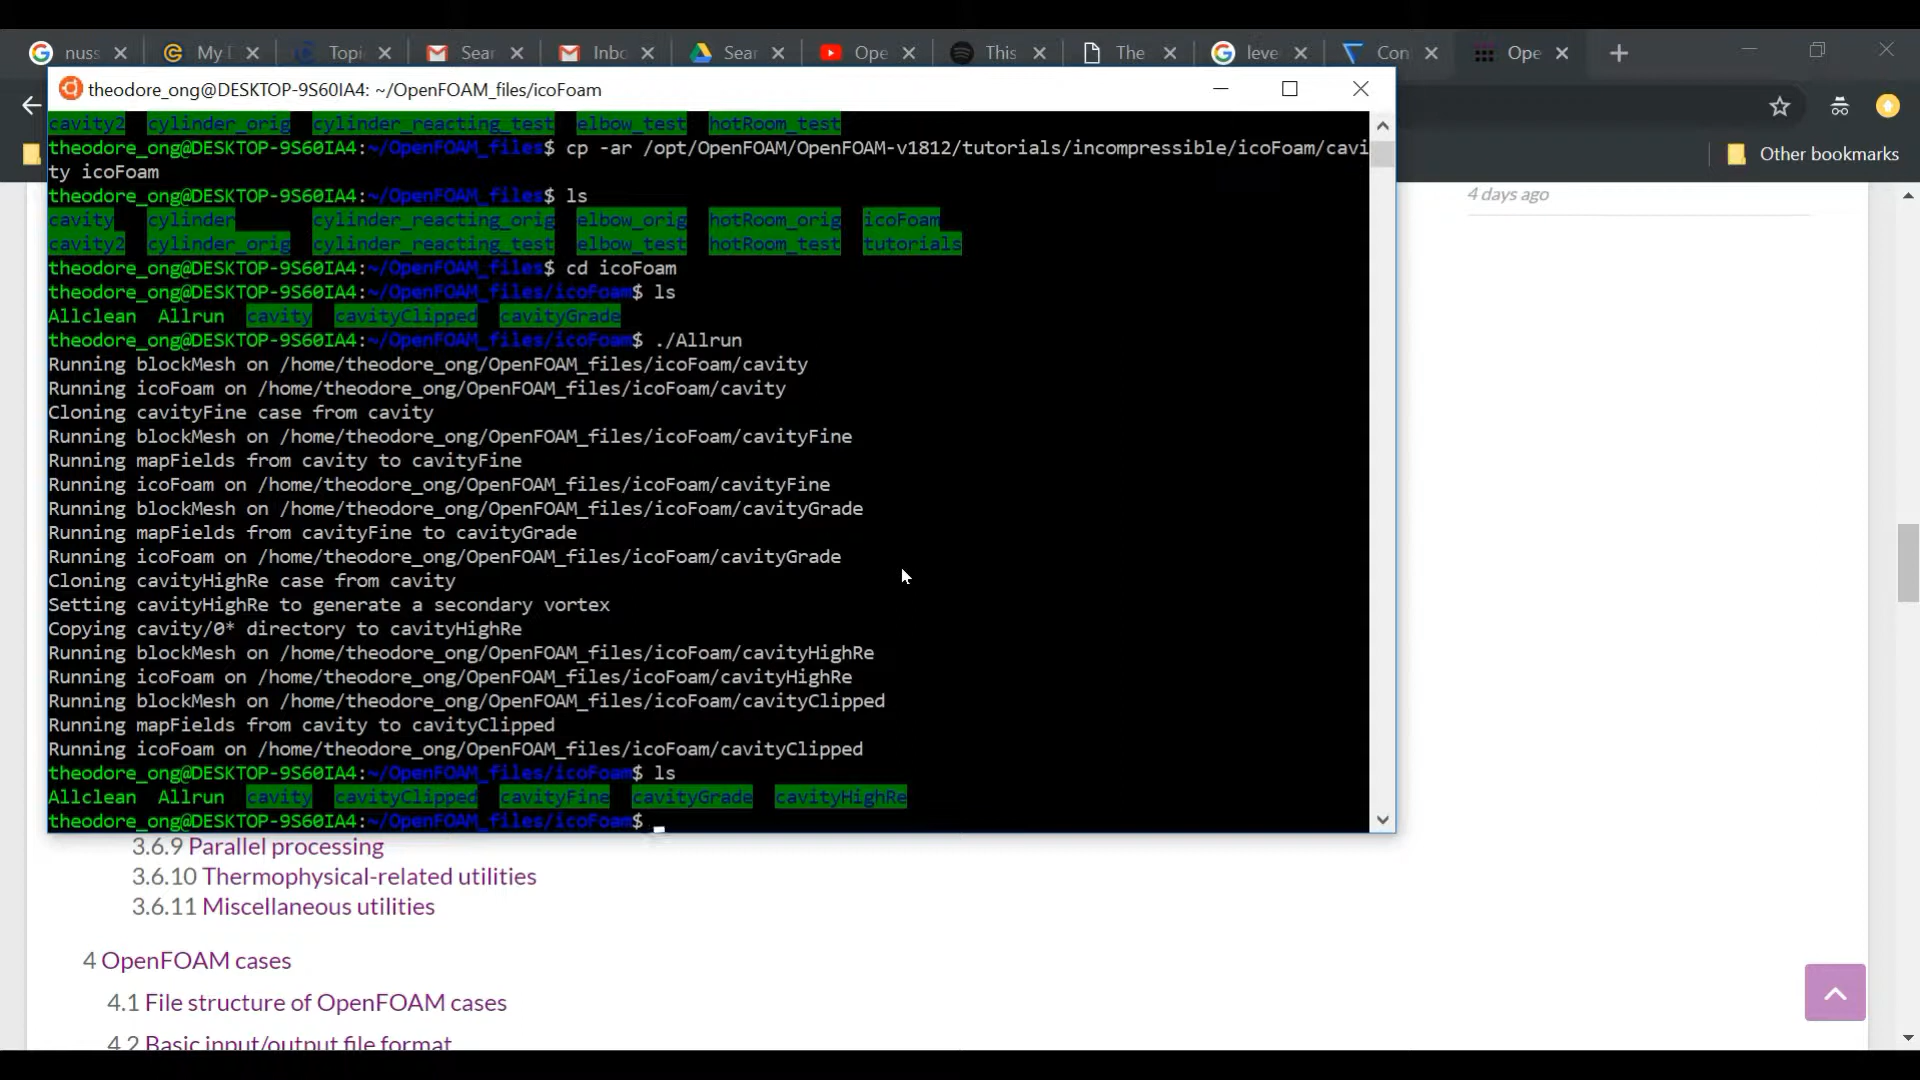 nuss
My
Topi
Sear
Inbo
Sear
Ope
This
The
leve
Con
Ope
theodore_ong@DESKTOP-9S60IA4: ~/OpenFOAM_files/icoFoam
Other bookmarks
4 days ago
cavity2 cylinder_orig cylinder_reacting_test elbow_test hotRoom_test
theodore_ong@DESKTOP-9S60IA4:~/OpenFOAM_files$ cp -ar /opt/OpenFOAM/OpenFOAM-v1812/tutorials/incompressible/icoFoam/cavi
ty icoFoam
theodore_ong@DESKTOP-9S60IA4:~/OpenFOAM_files$ ls
cavity cylinder cylinder_reacting_orig elbow_orig hotRoom_orig icoFoam
cavity2 cylinder_orig cylinder_reacting_test elbow_test hotRoom_test tutorials
theodore_ong@DESKTOP-9S60IA4:~/OpenFOAM_files$ cd icoFoam
theodore_ong@DESKTOP-9S60IA4:~/OpenFOAM_files/icoFoam$ ls
Allclean Allrun cavity cavityClipped cavityGrade
theodore_ong@DESKTOP-9S60IA4:~/OpenFOAM_files/icoFoam$ ./Allrun
Running blockMesh on /home/theodore_ong/OpenFOAM_files/icoFoam/cavity
Running icoFoam on /home/theodore_ong/OpenFOAM_files/icoFoam/cavity
Cloning cavityFine case from cavity
Running blockMesh on /home/theodore_ong/OpenFOAM_files/icoFoam/cavityFine
Running mapFields from cavity to cavityFine
Running icoFoam on /home/theodore_ong/OpenFOAM_files/icoFoam/cavityFine
Running blockMesh on /home/theodore_ong/OpenFOAM_files/icoFoam/cavityGrade
Running mapFields from cavityFine to cavityGrade
Running icoFoam on /home/theodore_ong/OpenFOAM_files/icoFoam/cavityGrade
Cloning cavityHighRe case from cavity
Setting cavityHighRe to generate a secondary vortex
Copying cavity/0* directory to cavityHighRe
Running blockMesh on /home/theodore_ong/OpenFOAM_files/icoFoam/cavityHighRe
Running icoFoam on /home/theodore_ong/OpenFOAM_files/icoFoam/cavityHighRe
Running blockMesh on /home/theodore_ong/OpenFOAM_files/icoFoam/cavityClipped
Running mapFields from cavity to cavityClipped
Running icoFoam on /home/theodore_ong/OpenFOAM_files/icoFoam/cavityClipped
theodore_ong@DESKTOP-9S60IA4:~/OpenFOAM_files/icoFoam$ ls
Allclean Allrun cavity cavityClipped cavityFine cavityGrade cavityHighRe
theodore_ong@DESKTOP-9S60IA4:~/OpenFOAM_files/icoFoam$
3.6.9 Parallel processing
3.6.10 Thermophysical-related utilities
3.6.11 Miscellaneous utilities
4 OpenFOAM cases
4.1 File structure of OpenFOAM cases
4.2 Basic input/output file format